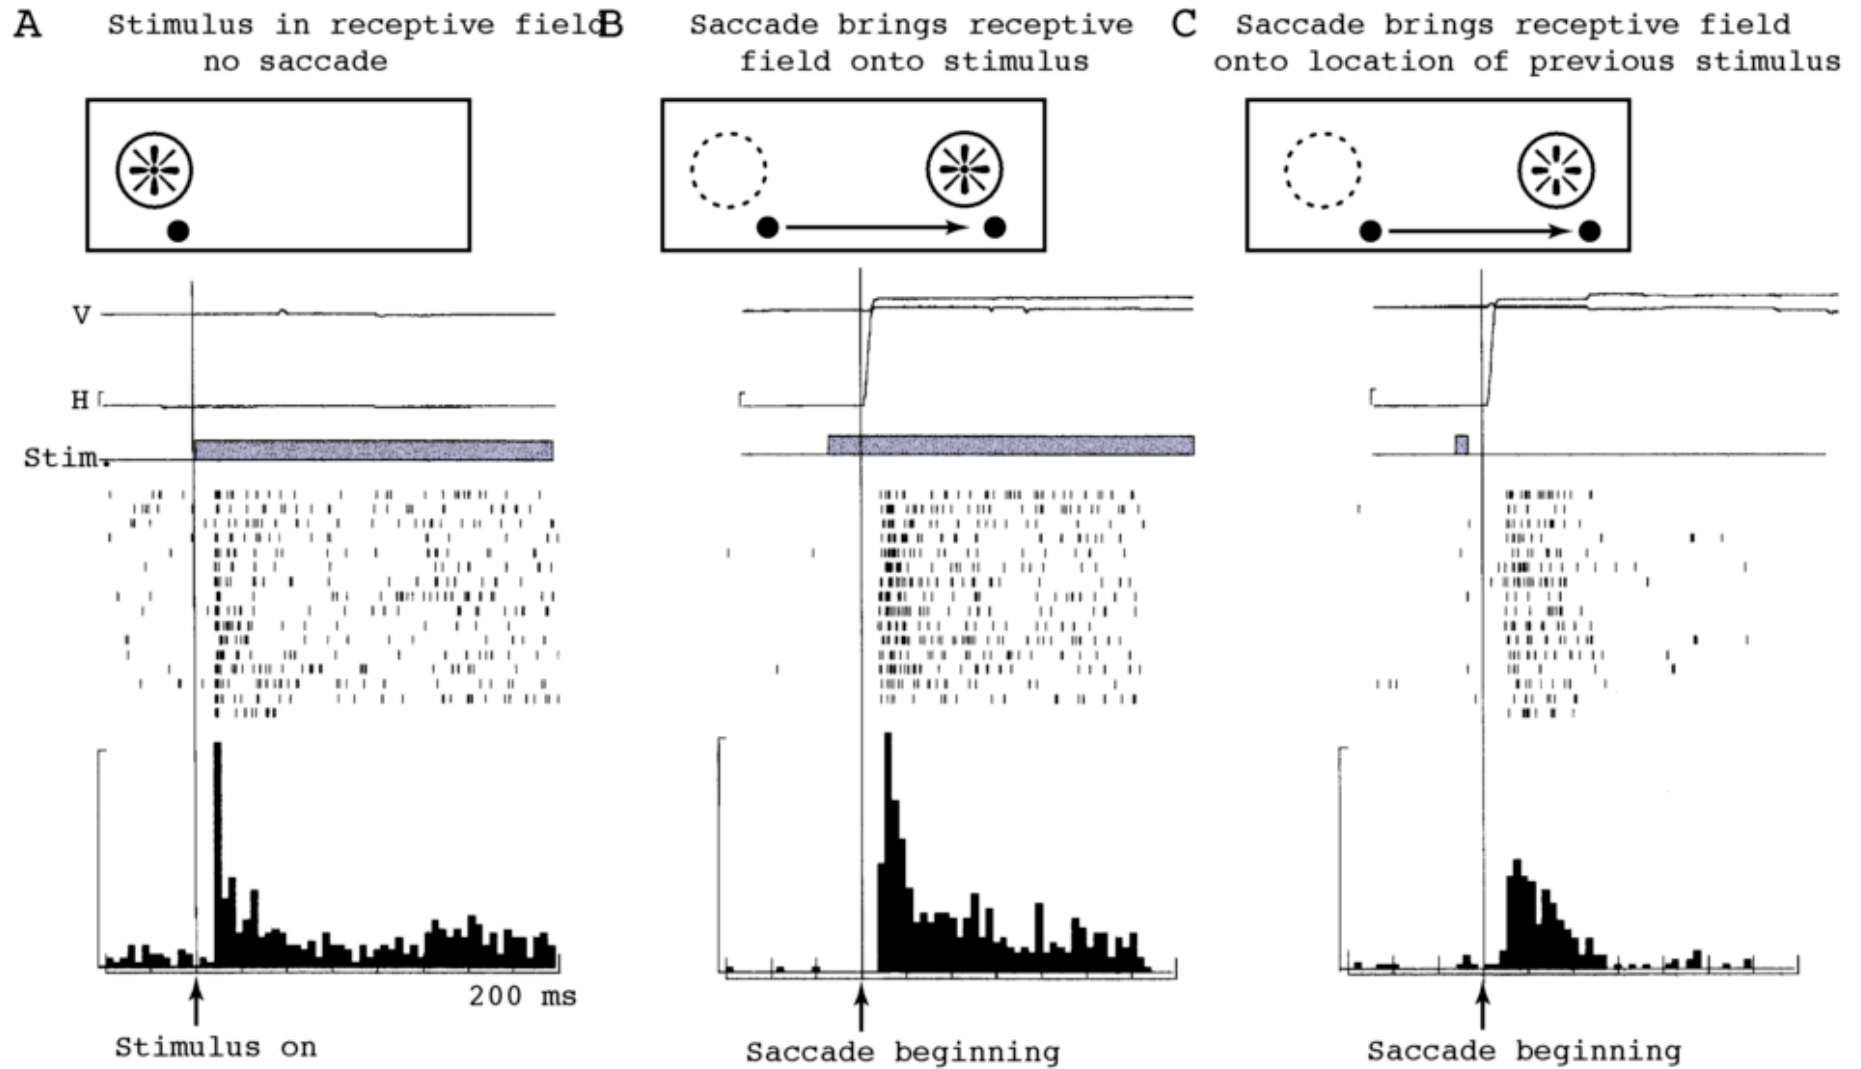 A Stimulus in receptive field
no saccade
B Saccade brings receptive
field onto stimulus
C Saccade brings receptive field
onto location of previous stimulus
V
H
Stim.
200 ms
Stimulus on
Saccade beginning
Saccade beginning